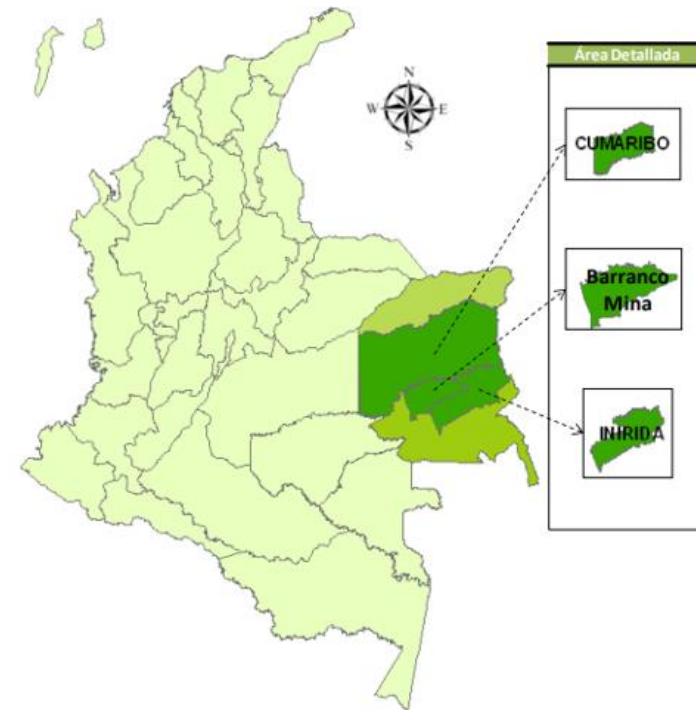 N
W E
S
Área Detallada
CUMARIBO
Barranco
Mina
INIRIDA